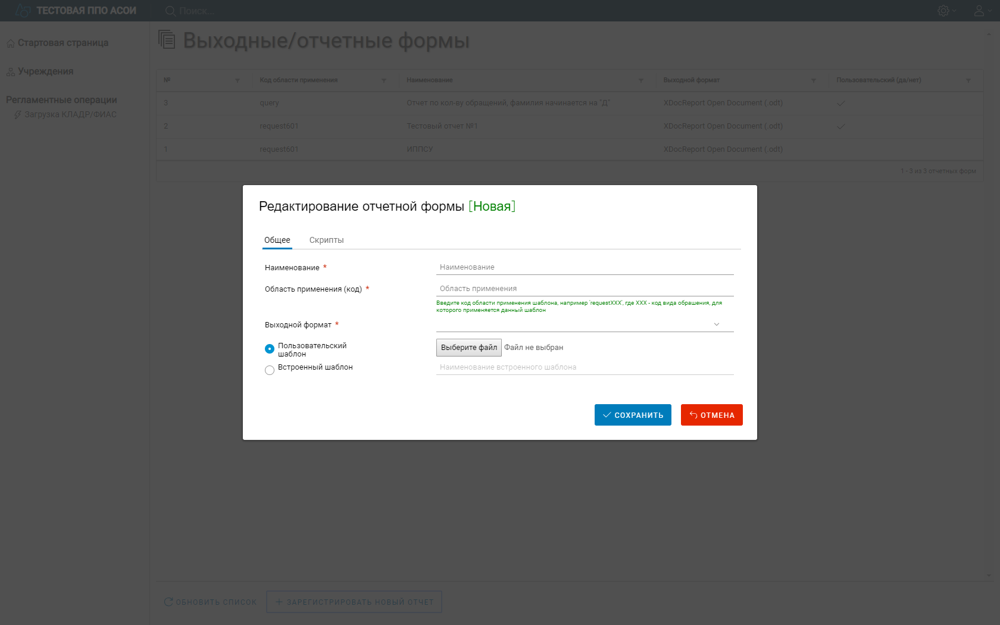 ТЕСТОВАЯ ППО АСОИ
Поиск...
Стартовая страница
Учреждения
Регламентные операции
Загрузка КЛАДР/ФИАС
Выходные/отчетные формы
№ Код области применения Наименование Выходной формат Пользовательский (да/нет)
3 query Отчет по кол-ву обращений, фамилия начинается на "Д" XDocReport Open Document (.odt)
2 request601 Тестовый отчет №1 XDocReport Open Document (.odt)
1 request601 ИППСУ XDocReport Open Document (.odt)
1 - 3 из 3 отчетных форм
Редактирование отчетной формы [Новая]
Общее Скрипты
Наименование * Наименование
Область применения (код) * Область применения
Введите код области применения шаблона, например 'requestXXX', где XXX - код вида обрашения, для
которого применяется данный шаблон
Выходной формат *
Пользовательский
шаблон
Выберите файл Файл не выбран
Встроенный шаблон Наименование встроенного шаблона
СОХРАНИТЬ ОТМЕНА
ОБНОВИТЬ СПИСОК + ЗАРЕГИСТРИРОВАТЬ НОВЫЙ ОТЧЕТ